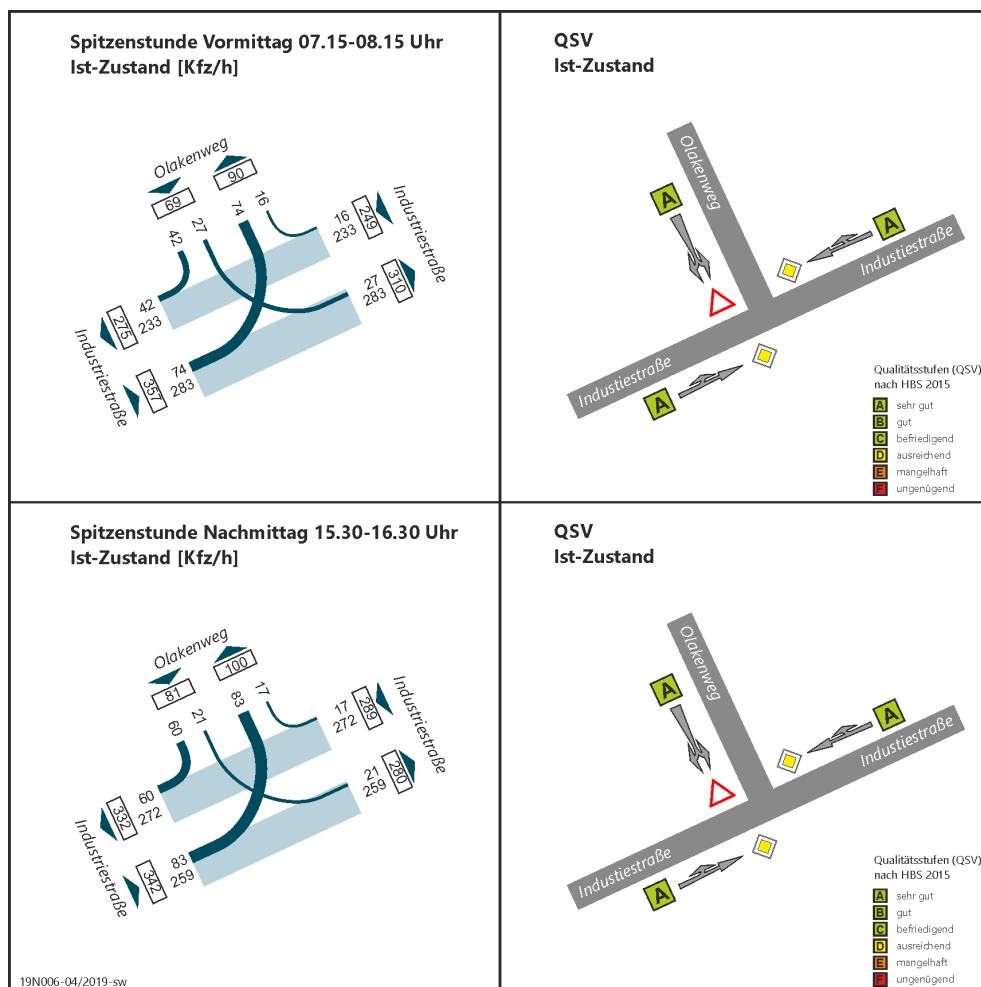 Spitzenstunde Vormittag 07.15-08.15 Uhr
Ist-Zustand [Kfz/h]
Olakenweg
90
69
74
16
27
42
16
233
249
Industriestraße
27
283
310
42
233
275
Industriestraße
74
283
357
QSV
Ist-Zustand
Olakenweg
A
A
Industiestraße
Industiestraße
A
Qualitätsstufen (QSV)
nach HBS 2015
A sehr gut
B gut
C befriedigend
D ausreichend
E mangelhaft
F ungenügend
Spitzenstunde Nachmittag 15.30-16.30 Uhr
Ist-Zustand [Kfz/h]
Olakenweg
100
81
83
17
21
60
17
272
289
Industriestraße
21
259
280
60
272
332
Industriestraße
83
259
342
19N006-04/2019-sw
QSV
Ist-Zustand
Olakenweg
A
A
Industiestraße
Industiestraße
A
Qualitätsstufen (QSV)
nach HBS 2015
A sehr gut
B gut
C befriedigend
D ausreichend
E mangelhaft
F ungenügend